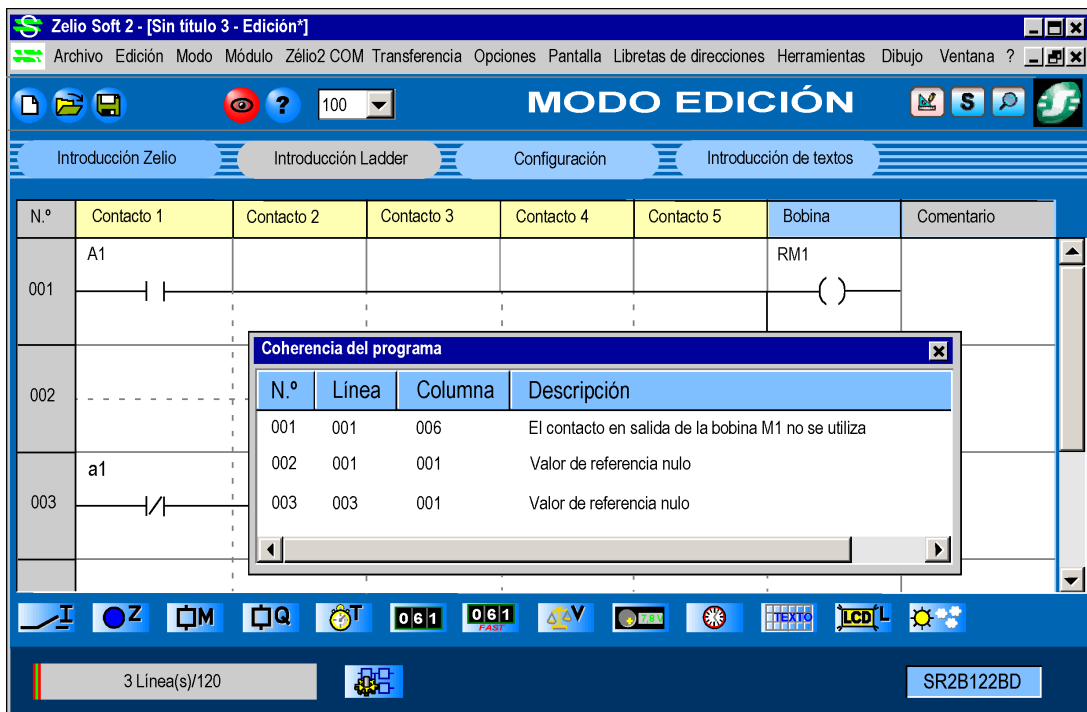 Zelio Soft 2 - [Sin título 3 - Edición*]
Archivo Edición Modo Módulo Zélio2 COM Transferencia Opciones Pantalla Libretas de direcciones Herramientas Dibujo Ventana ?
? 100 MODO EDICIÓN S
Introducción Zelio Introducción Ladder Configuración Introducción de textos
N.º Contacto 1 Contacto 2 Contacto 3 Contacto 4 Contacto 5 Bobina Comentario
A1 RM1
001
Coherencia del programa
N.º Línea Columna Descripción
001 001 006 El contacto en salida de la bobina M1 no se utiliza
002 001 001 Valor de referencia nulo
003 003 001 Valor de referencia nulo
002
a1
003
I Z M Q T 061 061 FAST V 7,8 V TEXTO LCD L
3 Línea(s)/120 SR2B122BD